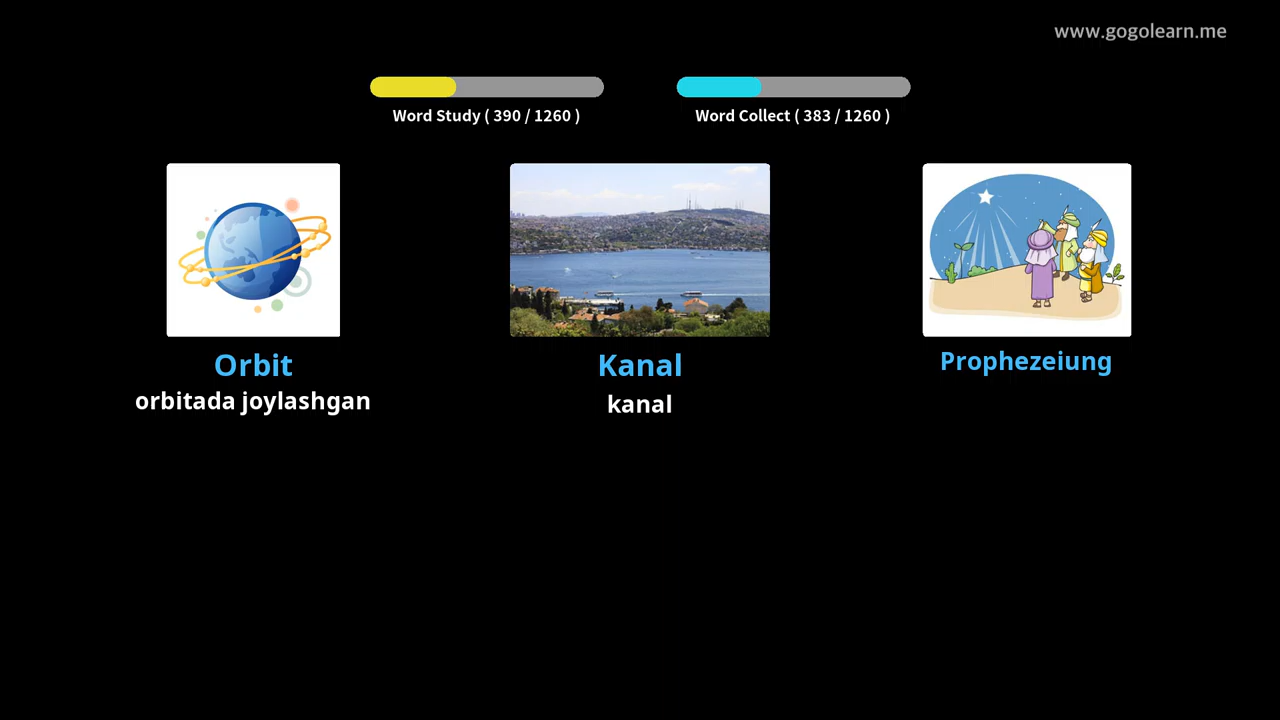 www.gogolearn.me
Word Study ( 390 / 1260 )
Word Collect ( 383 / 1260 )
Orbit
orbitada joylashgan
Kanal
kanal
Prophezeiung